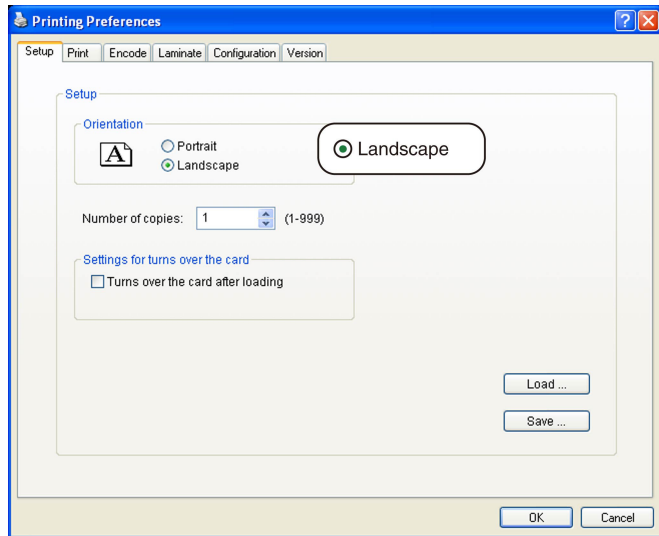 Printing Preferences
Setup Print Encode Laminate Configuration Version
Setup
Orientation
A
Portrait
Landscape
Landscape
Number of copies: 1 (1-999)
Settings for turns over the card
Turns over the card after loading
Load ...
Save ...
OK Cancel